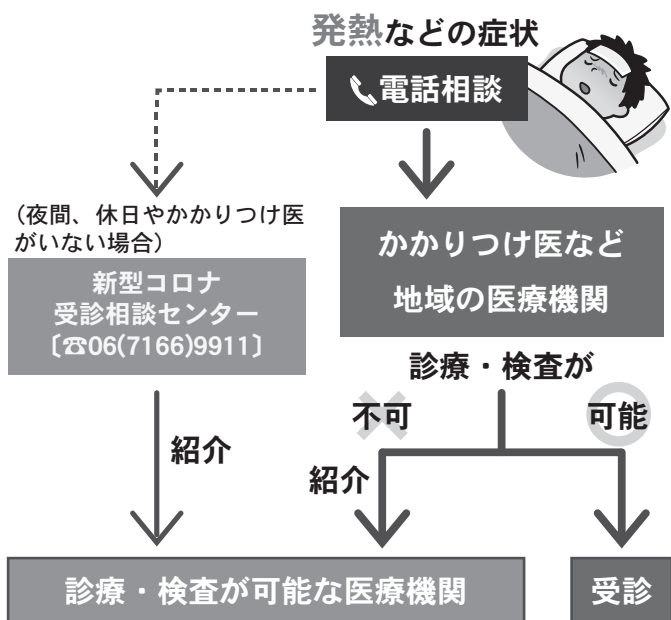 発熱などの症状
電話相談
(夜間、休日やかかりつけ医
がいない場合)
新型コロナ
受診相談センター
〔☎06(7166)9911〕
かかりつけ医など
地域の医療機関
診療・検査が
不可
可能
紹介
紹介
診療・検査が可能な医療機関
受診